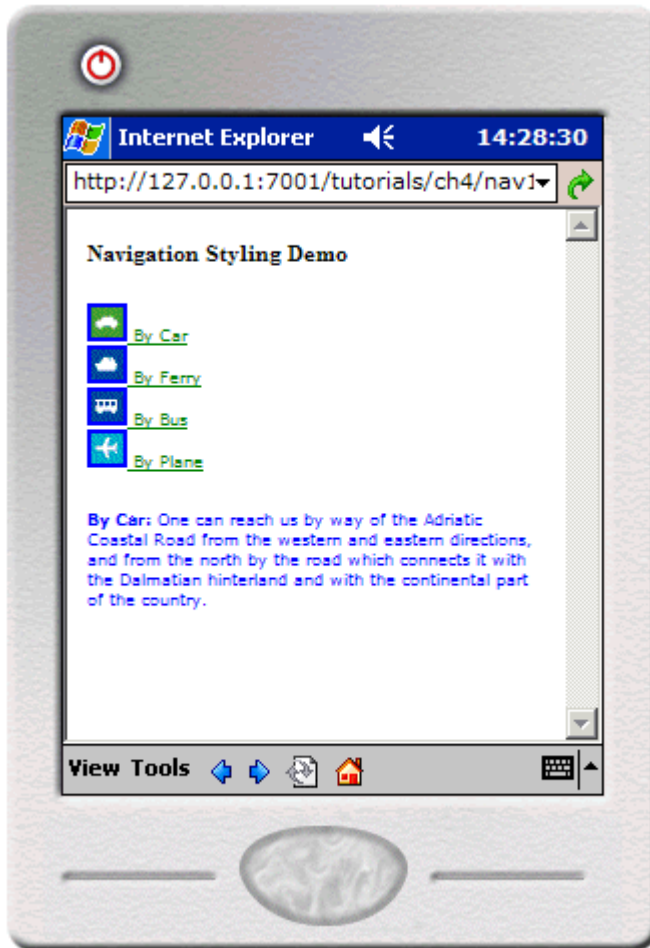 Internet Explorer 14:28:30
http://127.0.0.1:7001/tutorials/ch4/nav1
Navigation Styling Demo
By Car
By Ferry
By Bus
By Plane
By Car: One can reach us by way of the Adriatic
Coastal Road from the western and eastern directions,
and from the north by the road which connects it with
the Dalmatian hinterland and with the continental part
of the country.
View Tools